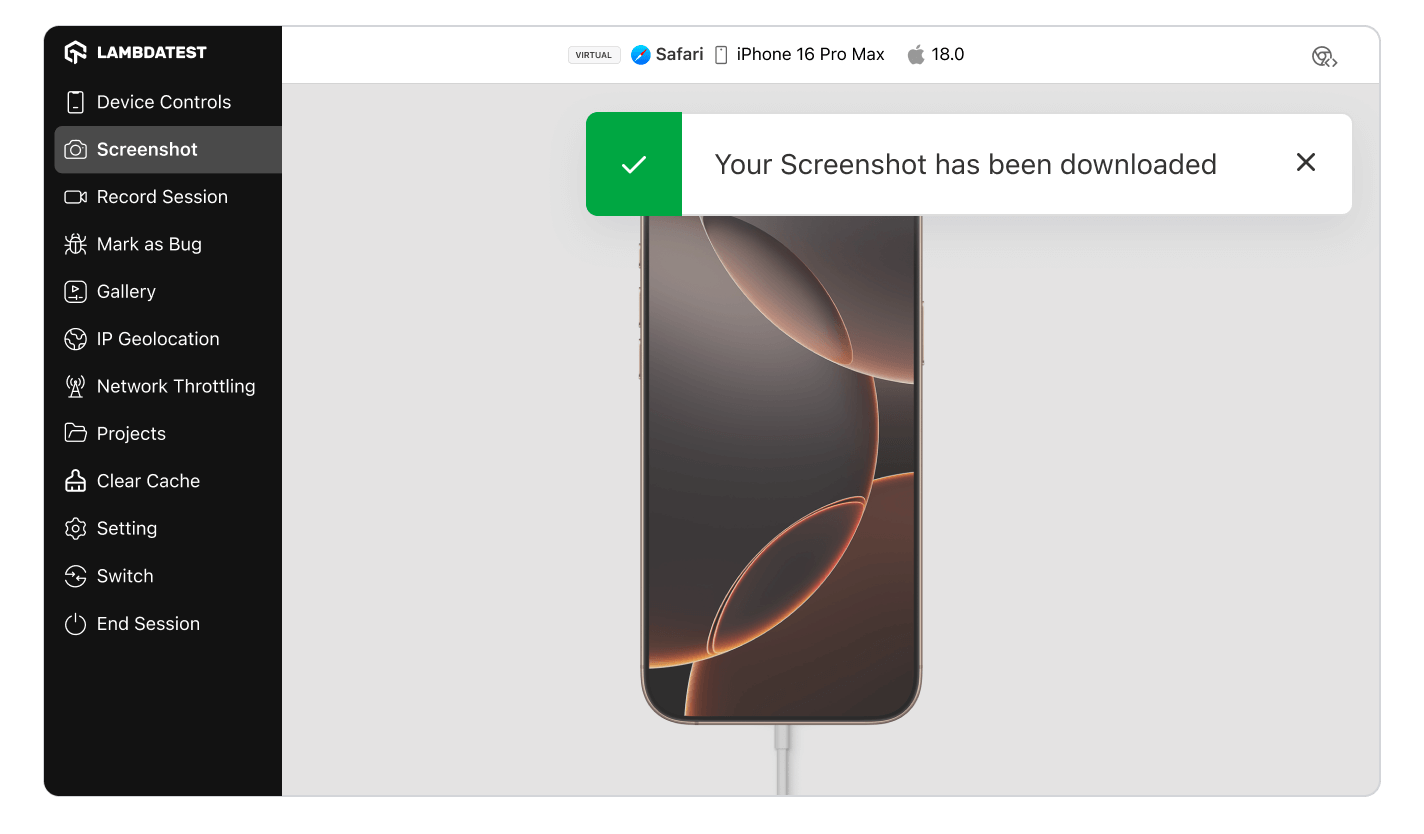 LAMBDATEST
VIRTUAL Safari iPhone 16 Pro Max 18.0
Device Controls
Screenshot
Record Session
Mark as Bug
Gallery
IP Geolocation
Network Throttling
Projects
Clear Cache
Setting
Switch
End Session
Your Screenshot has been downloaded